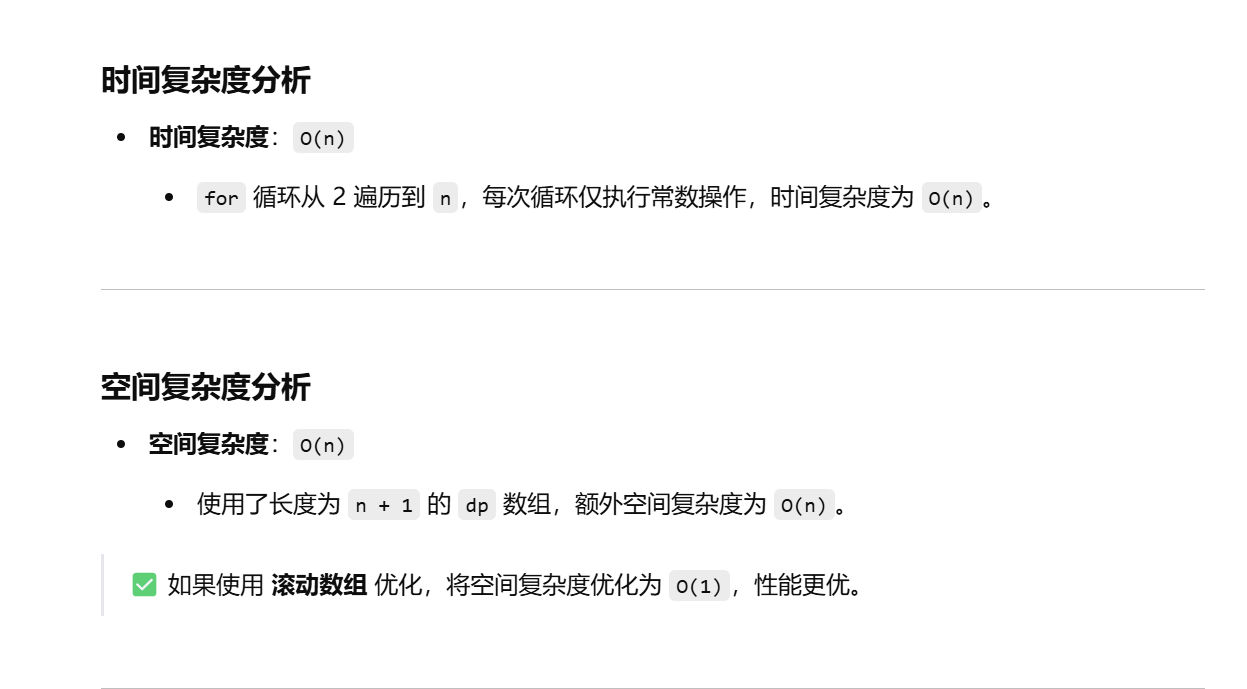 时间复杂度分析
时间复杂度：O(n)
for 循环从 2 遍历到 n，每次循环仅执行常数操作，时间复杂度为 O(n)。
空间复杂度分析
空间复杂度：O(n)
使用了长度为 n + 1 的 dp 数组，额外空间复杂度为 O(n)。
✅ 如果使用 滚动数组 优化，将空间复杂度优化为 O(1)，性能更优。